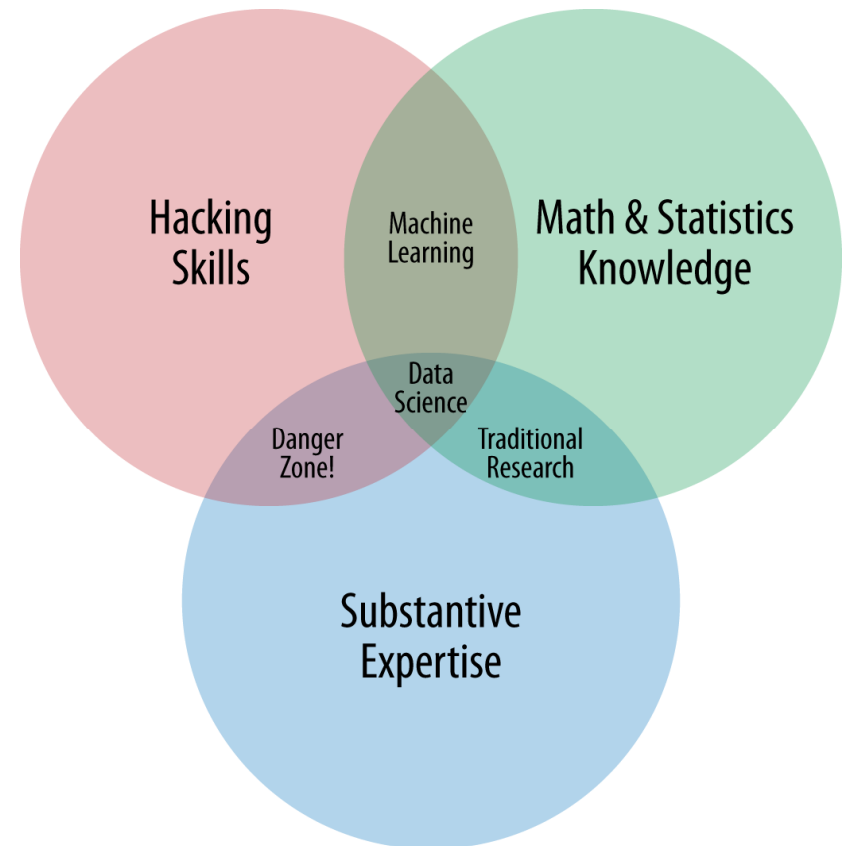 Hacking
Skills
Machine
Learning
Math & Statistics
Knowledge
Data
Science
Danger
Zone!
Traditional
Research
Substantive
Expertise